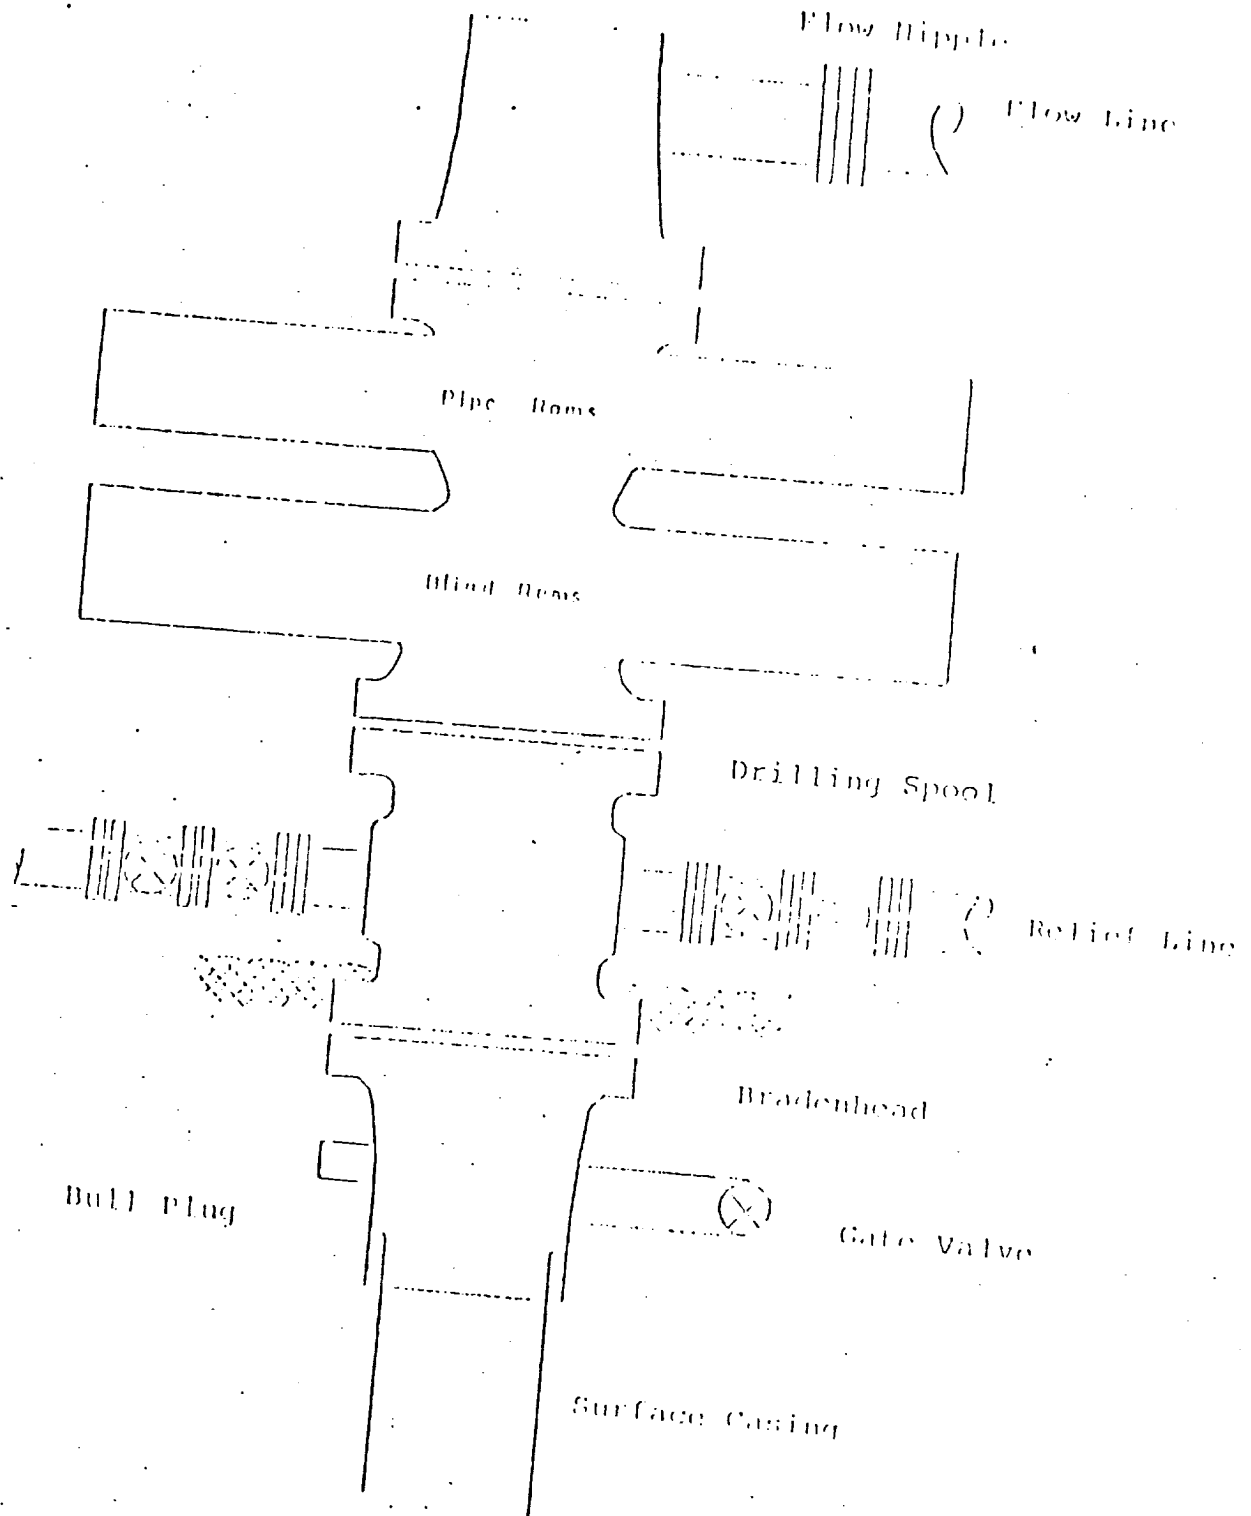 Flow Nipple
Flow Line
Pipe Rams
Blind Rams
Drilling Spool
Relief Line
Bradenhead
Bull Plug
Gate Valve
Surface Casing